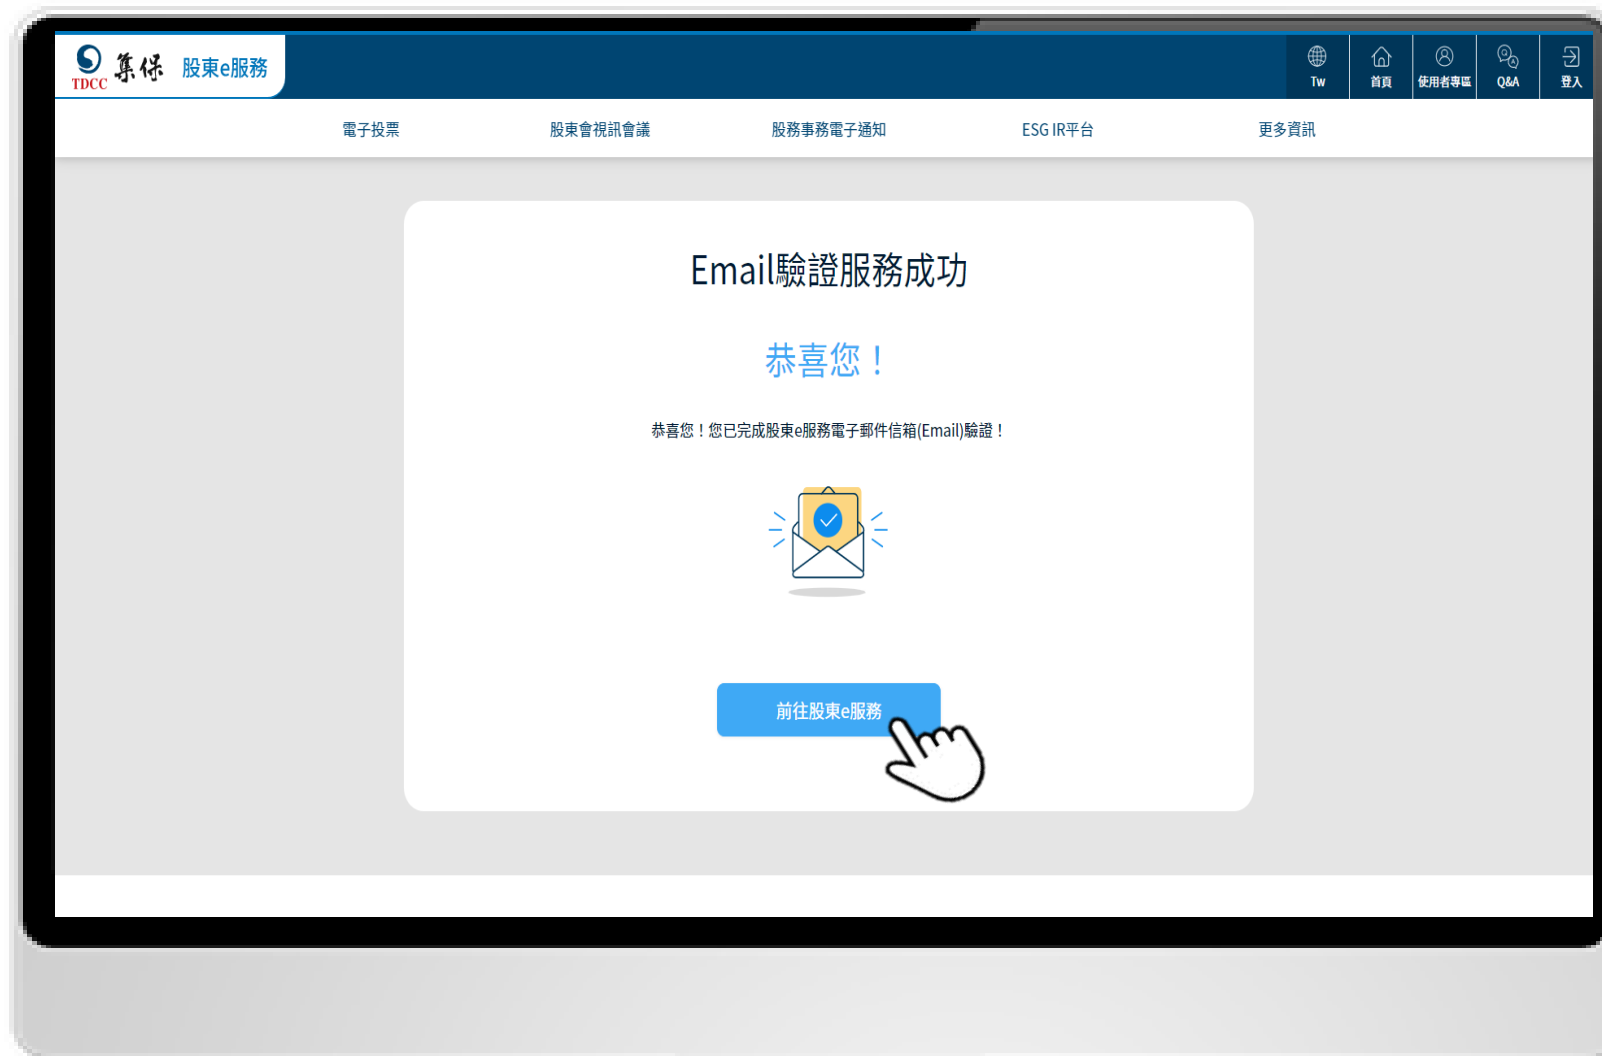 TDCC 集保 股東e服務
Tw 首頁 使用者專區 Q&A 登入
電子投票 股東會視訊會議 股務事務電子通知 ESG IR平台 更多資訊
Email驗證服務成功
恭喜您！
恭喜您！您已完成股東e服務電子郵件信箱(Email)驗證！
前往股東e服務